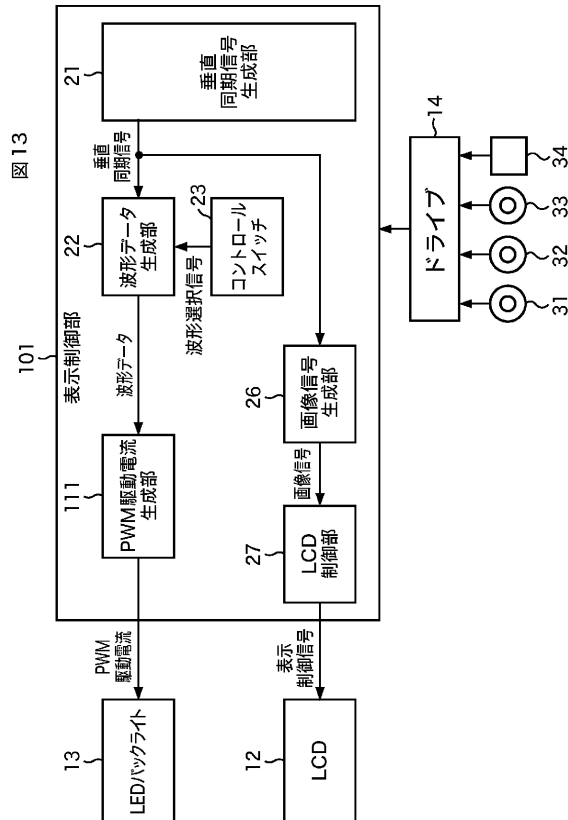 図13
101
表示制御部
21
垂直
同期信号
生成部
垂直
同期信号
22
波形データ
生成部
波形選択信号
23
コントロール
スイッチ
波形データ
111
PWM駆動電流
生成部
PWM
駆動電流
13
LEDバックライト
26
画像信号
生成部
画像信号
27
LCD
制御部
表示
制御信号
12
LCD
14
ドライブ
31
32
33
34